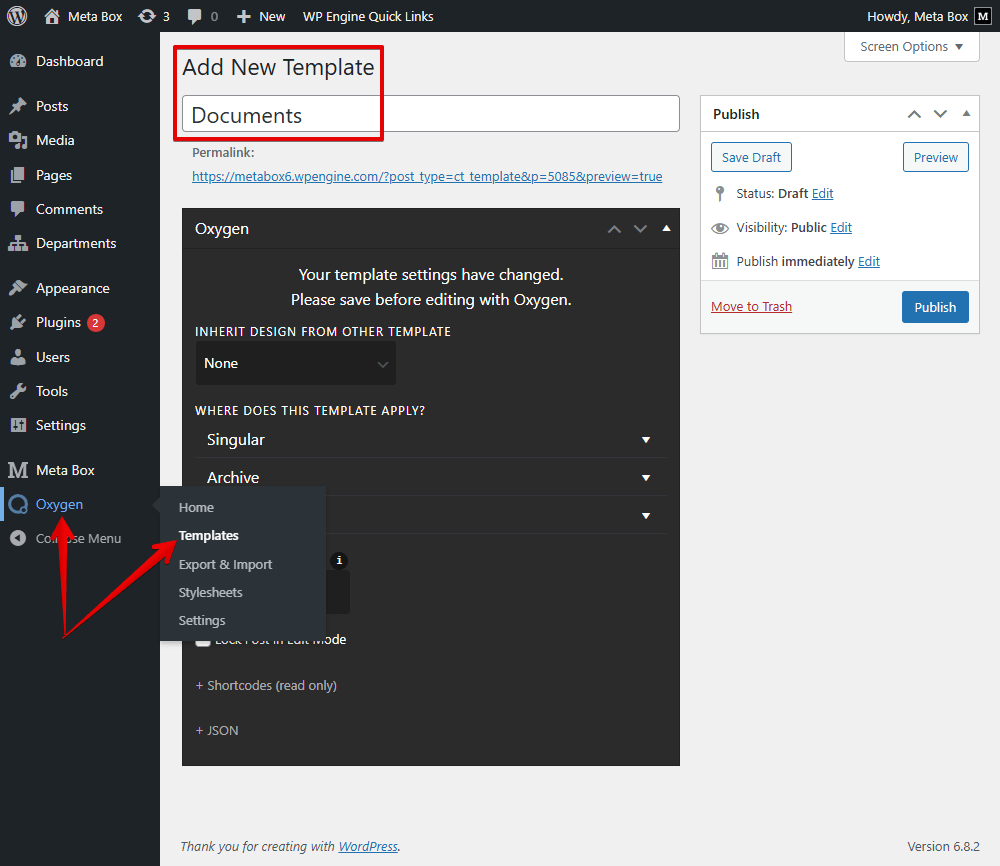 Meta Box
3
0
New
WP Engine Quick Links
Howdy, Meta Box
M
Dashboard
Posts
Media
Pages
Comments
Departments
Appearance
Plugins 2
Users
Tools
Settings
M Meta Box
Oxygen
Menu
Home
Templates
Export & Import
Stylesheets
Settings
Screen Options
Add New Template
Documents
Permalink:
https://metabox6.wpengine.com/?post_type=ct_template&p=5085&preview=true
Oxygen
Your template settings have changed.
Please save before editing with Oxygen.
INHERIT DESIGN FROM OTHER TEMPLATE
None
WHERE DOES THIS TEMPLATE APPLY?
Singular
Archive
i
Lock Post in Edit Mode
+ Shortcodes (read only)
+ JSON
Publish
Save Draft
Preview
Status: Draft Edit
Visibility: Public Edit
Publish immediately Edit
Move to Trash
Publish
Thank you for creating with WordPress.
Version 6.8.2